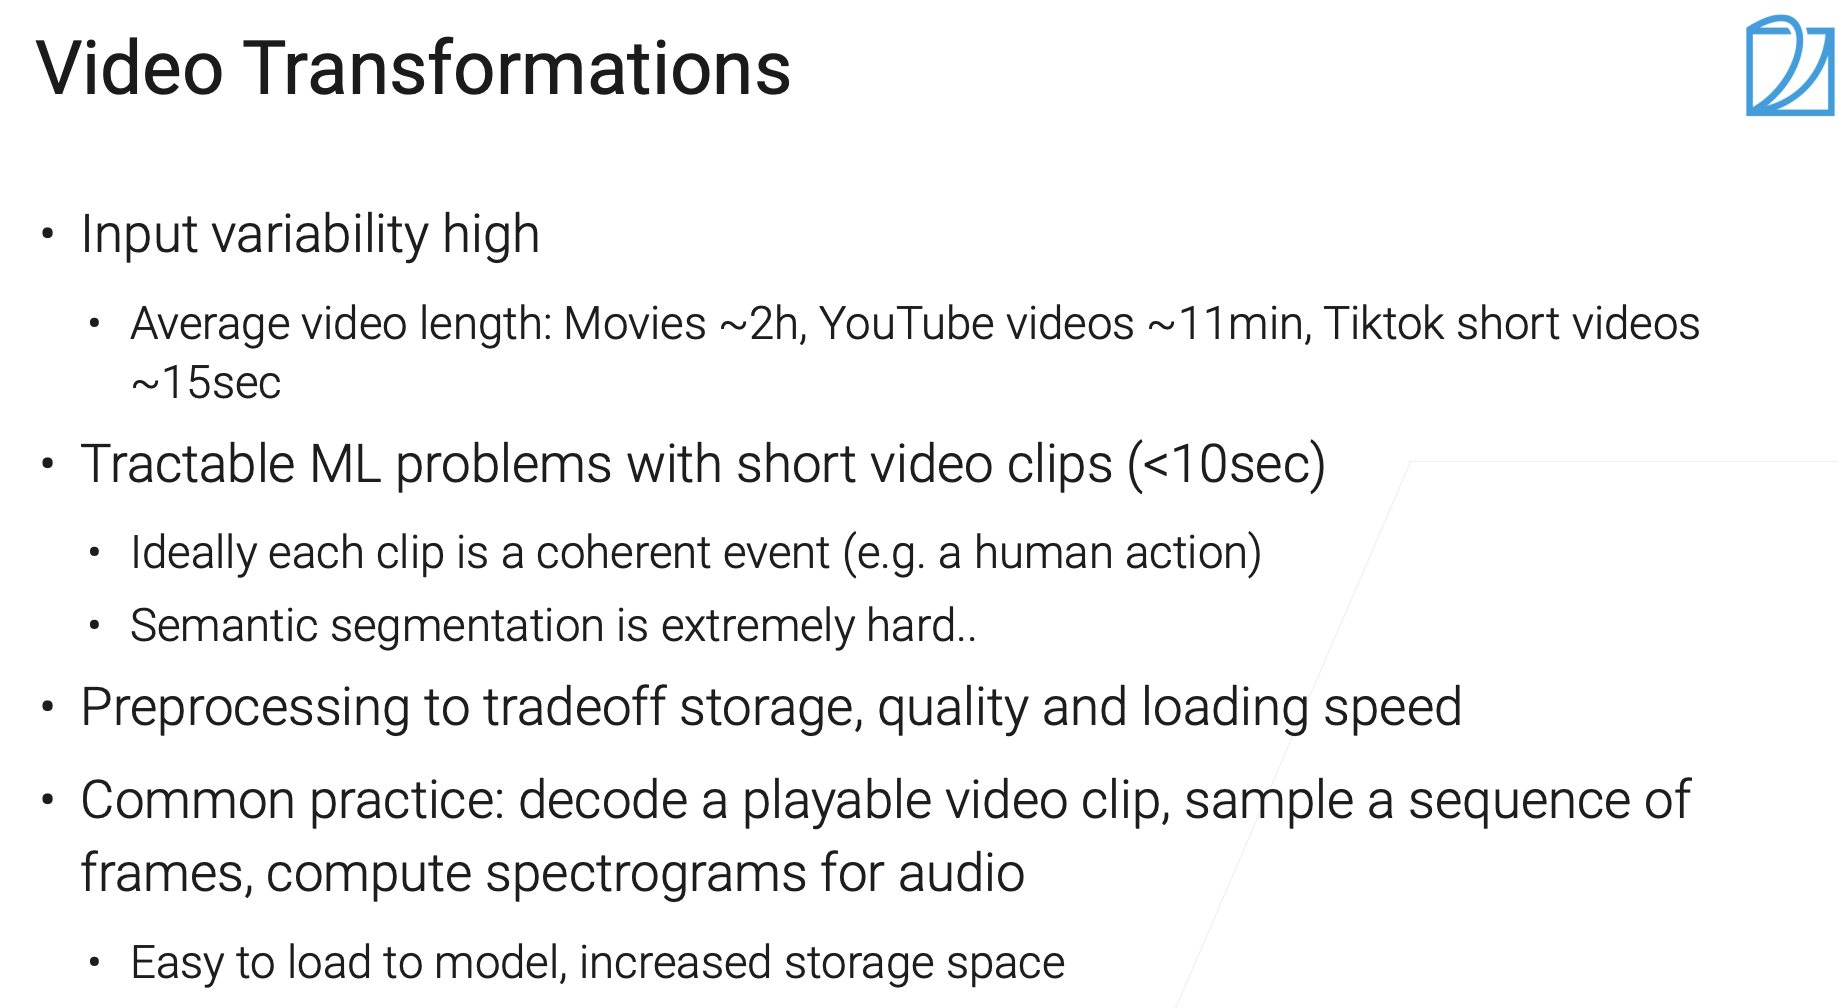 Video Transformations
• Input variability high
• Average video length: Movies ~2h, YouTube videos ~11min, Tiktok short videos
~15sec
• Tractable ML problems with short video clips (<10sec)
• Ideally each clip is a coherent event (e.g. a human action)
• Semantic segmentation is extremely hard..
• Preprocessing to tradeoff storage, quality and loading speed
• Common practice: decode a playable video clip, sample a sequence of
frames, compute spectrograms for audio
• Easy to load to model, increased storage space